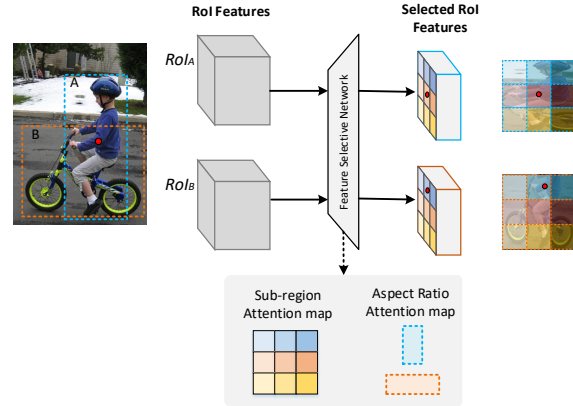 RoI Features
Selected RoI
Features
RoIA
A
B
RoIB
Feature Selective Network
Sub-region
Attention map
Aspect Ratio
Attention map